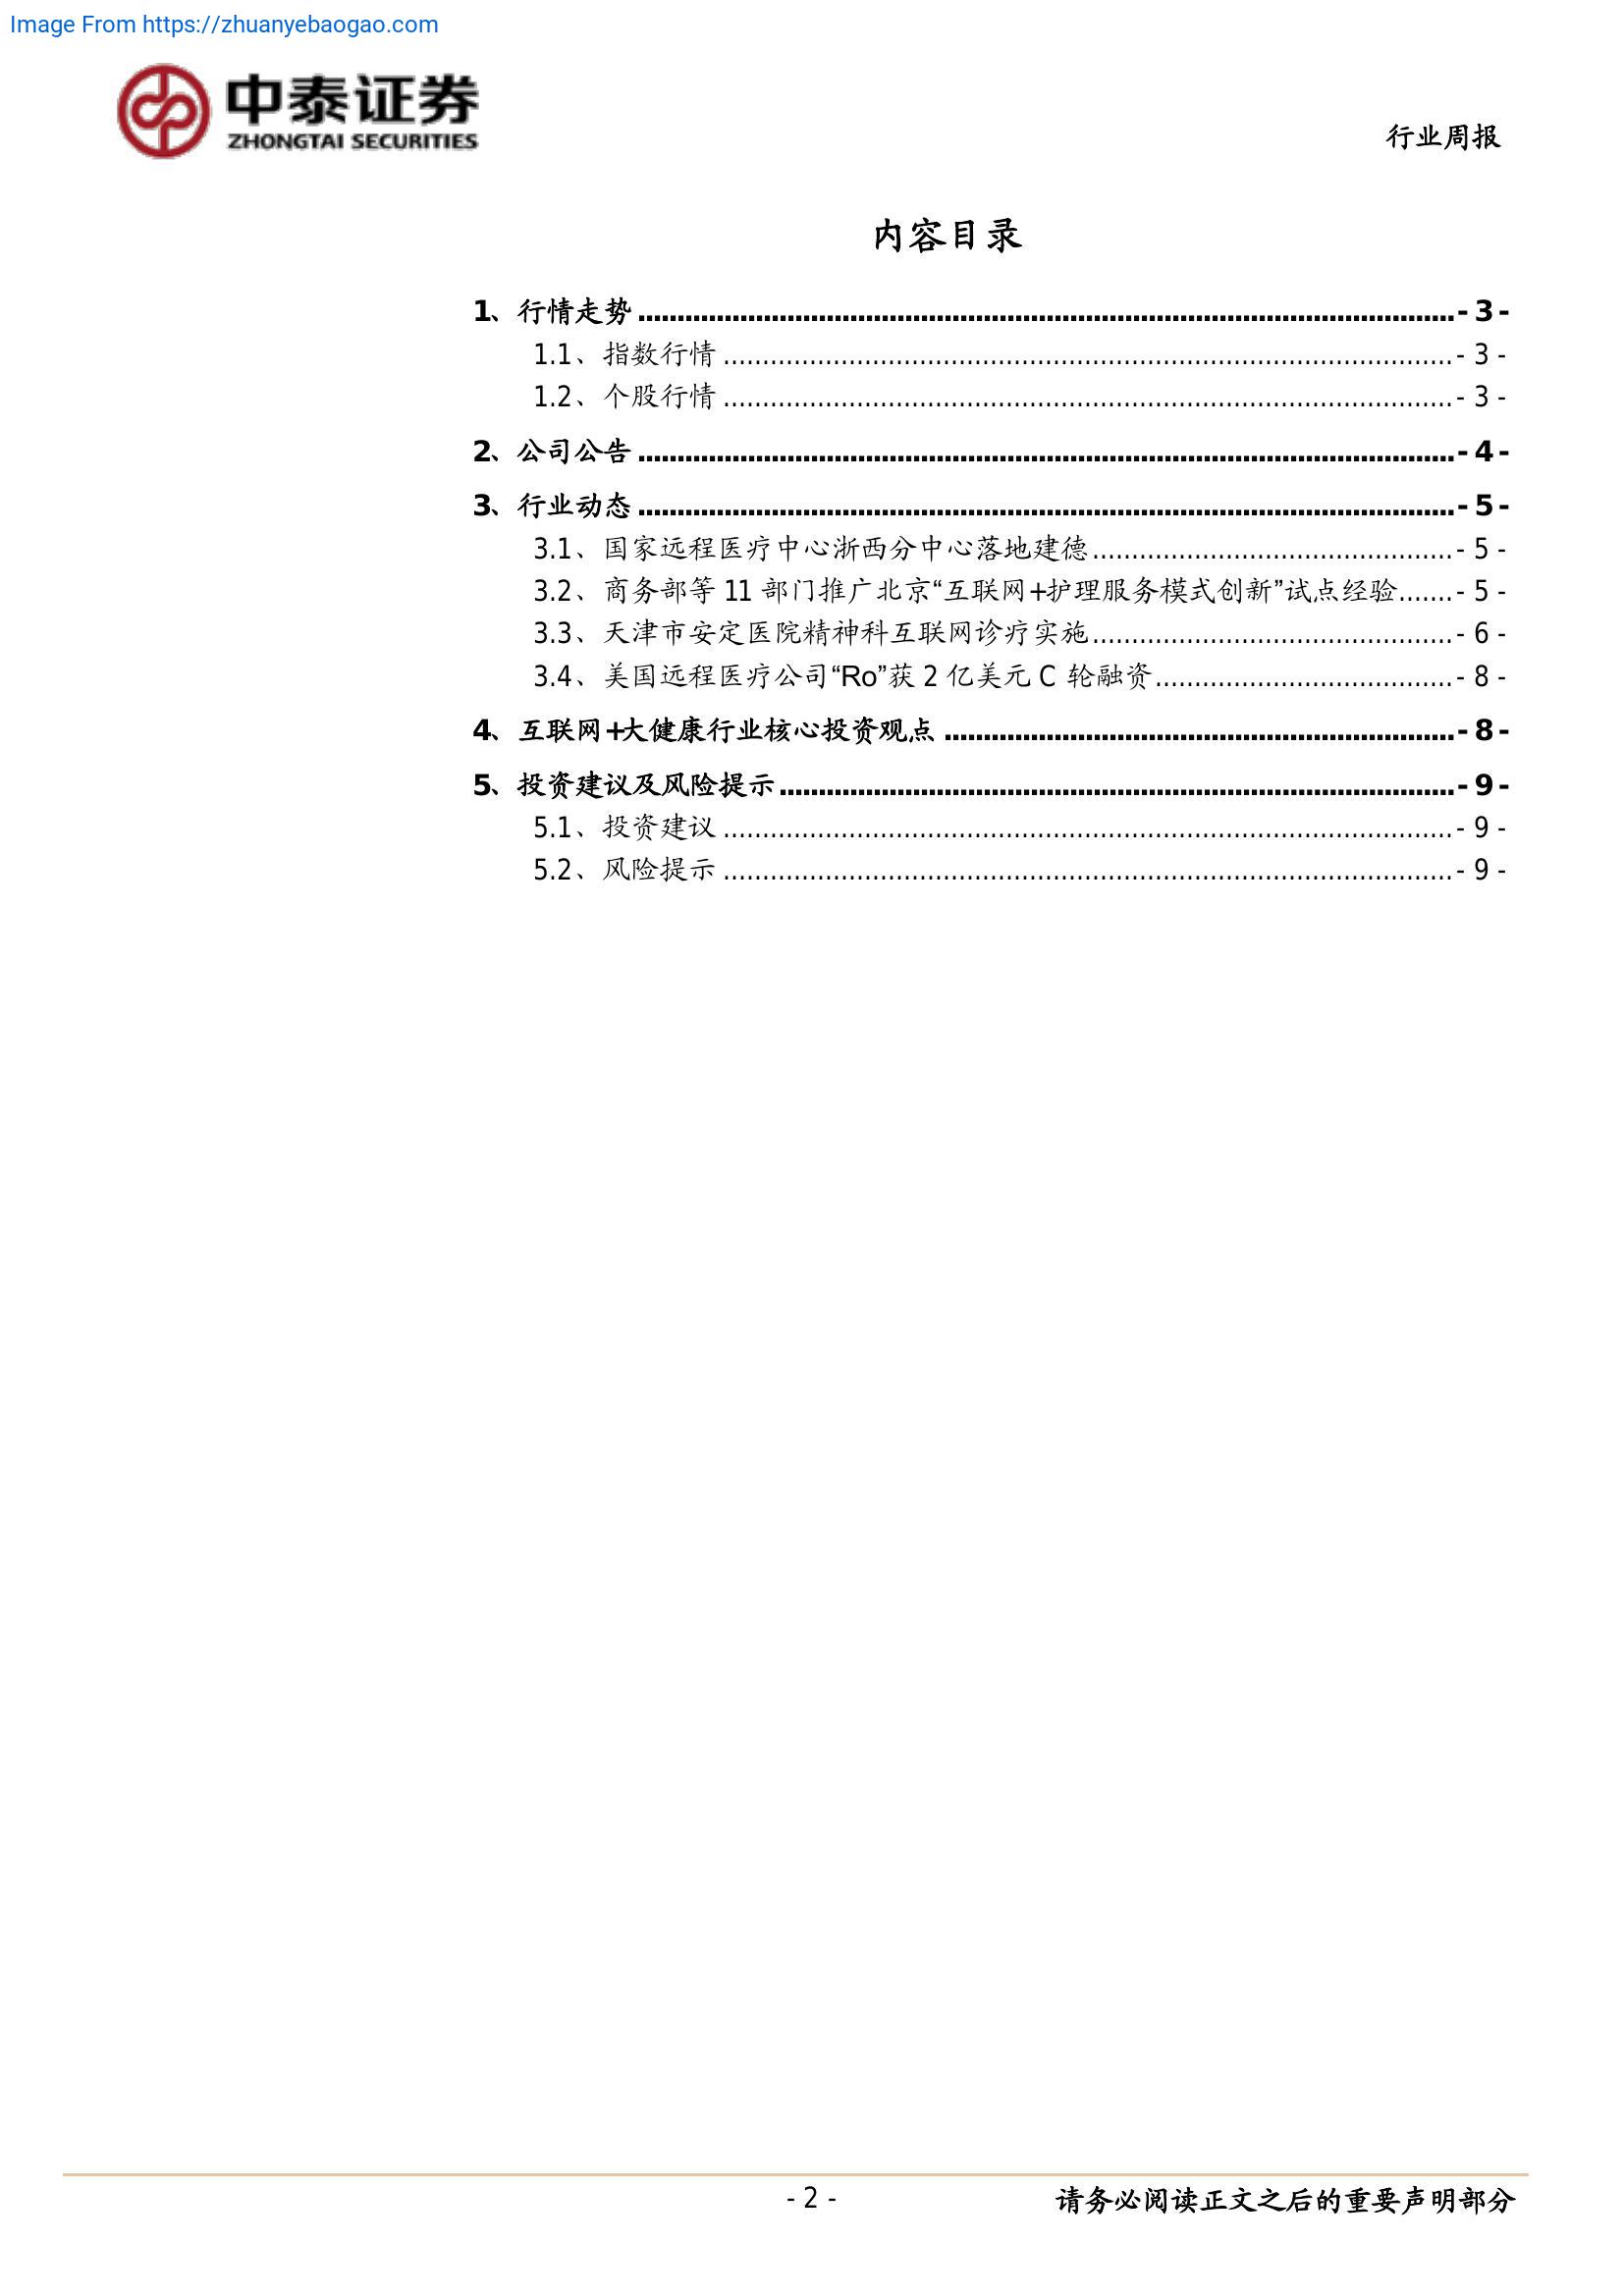 Image From https://zhuanyebaogao.com
中泰证券
ZHONGTAI SECURITIES
行业周报
内容目录
1、行情走势 ........................................................................................................- 3 -
1.1、指数行情 ............................................................................................- 3 -
1.2、个股行情 ............................................................................................- 3 -
2、公司公告 ........................................................................................................- 4 -
3、行业动态 ........................................................................................................- 5 -
3.1、国家远程医疗中心浙西分中心落地建德..............................................- 5 -
3.2、商务部等 11 部门推广北京“互联网+护理服务模式创新”试点经验.......- 5 -
3.3、天津市安定医院精神科互联网诊疗实施..............................................- 6 -
3.4、美国远程医疗公司“Ro”获 2 亿美元 C 轮融资......................................- 8 -
4、互联网+大健康行业核心投资观点 .................................................................- 8 -
5、投资建议及风险提示......................................................................................- 9 -
5.1、投资建议 ............................................................................................- 9 -
5.2、风险提示 ............................................................................................- 9 -
- 2 -
请务必阅读正文之后的重要声明部分